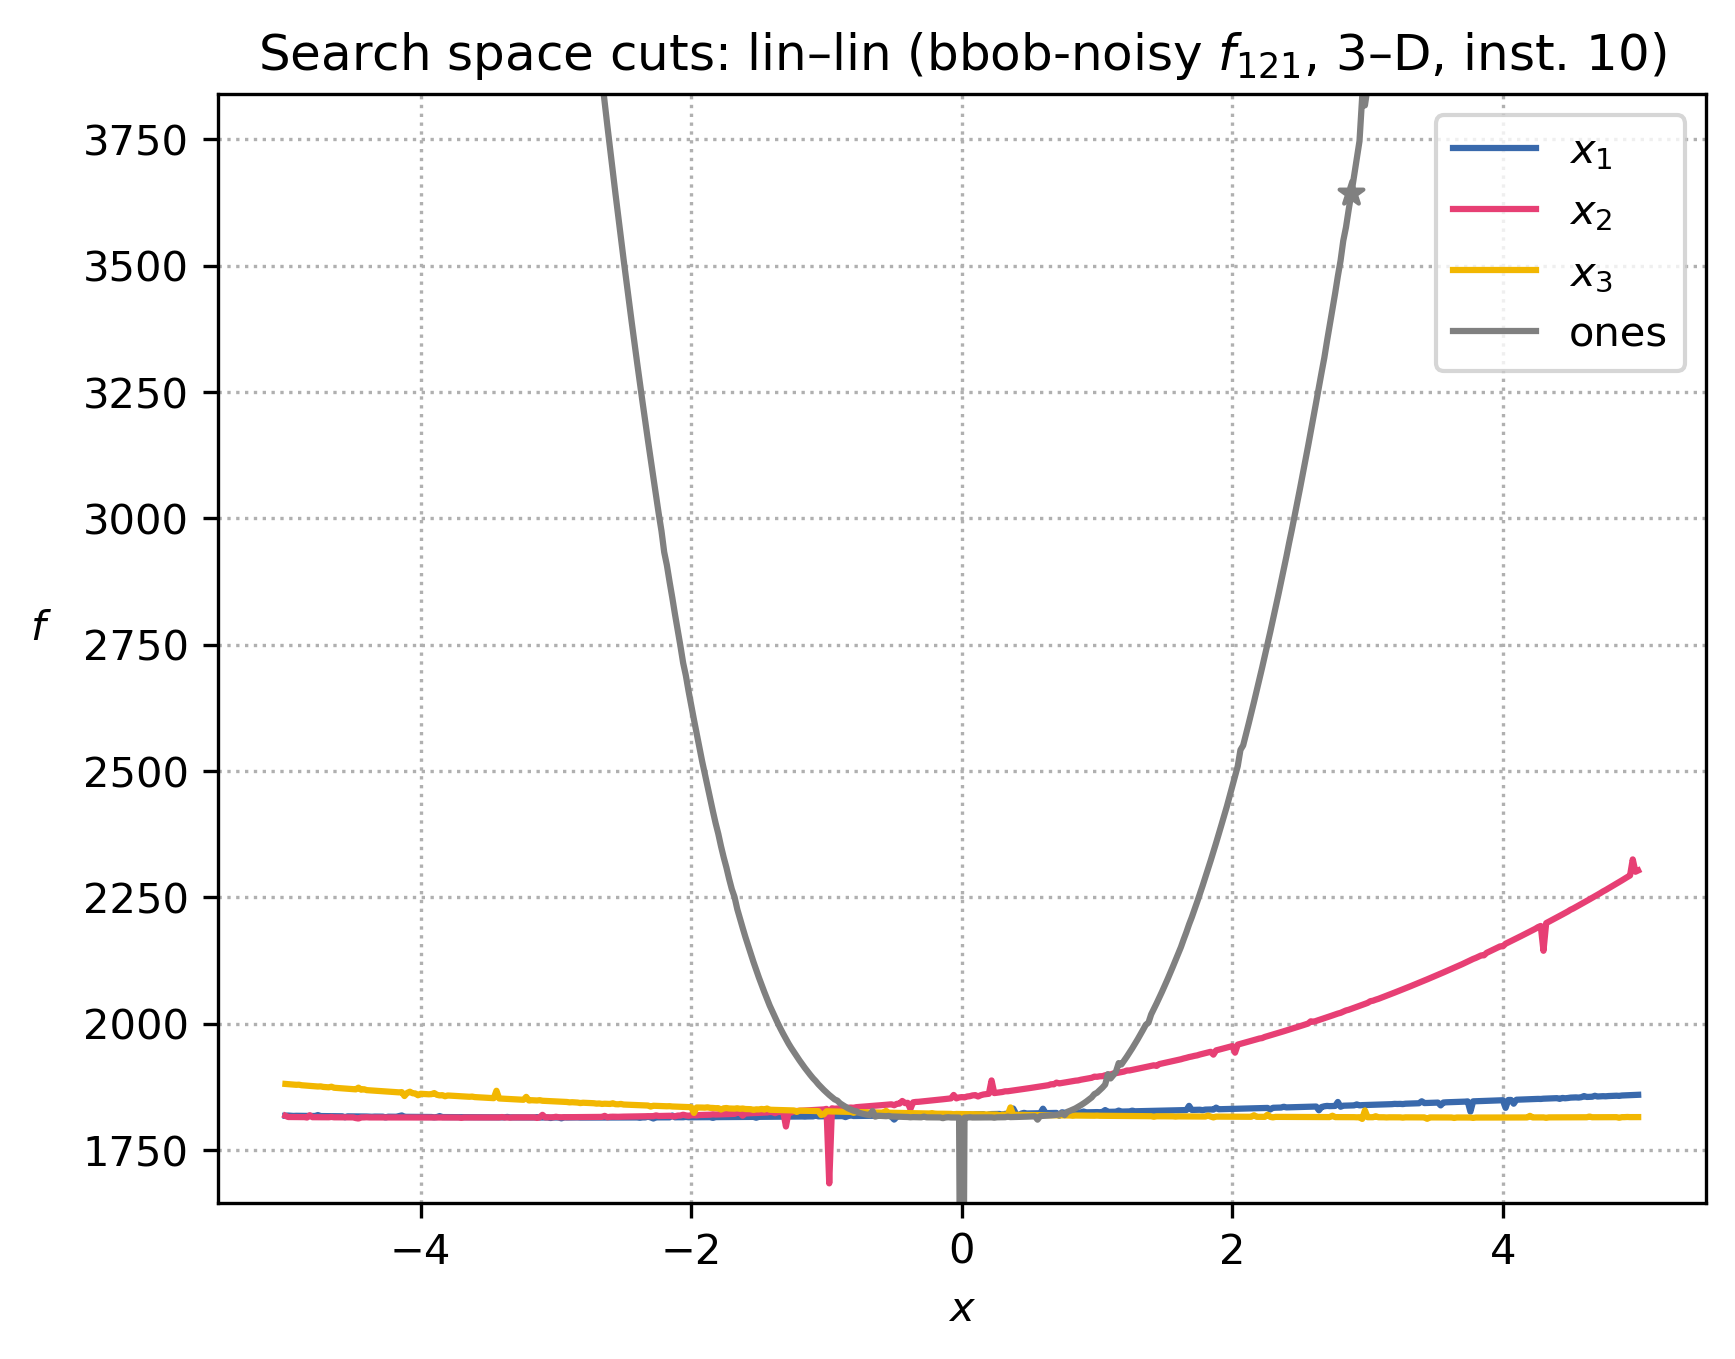 Search space cuts: lin–lin (bbob-noisy f₁₂₁, 3–D, inst. 10)
x₁
x₂
x₃
ones
f
3750
3500
3250
3000
2750
2500
2250
2000
1750
−4 −2 0 2 4
x